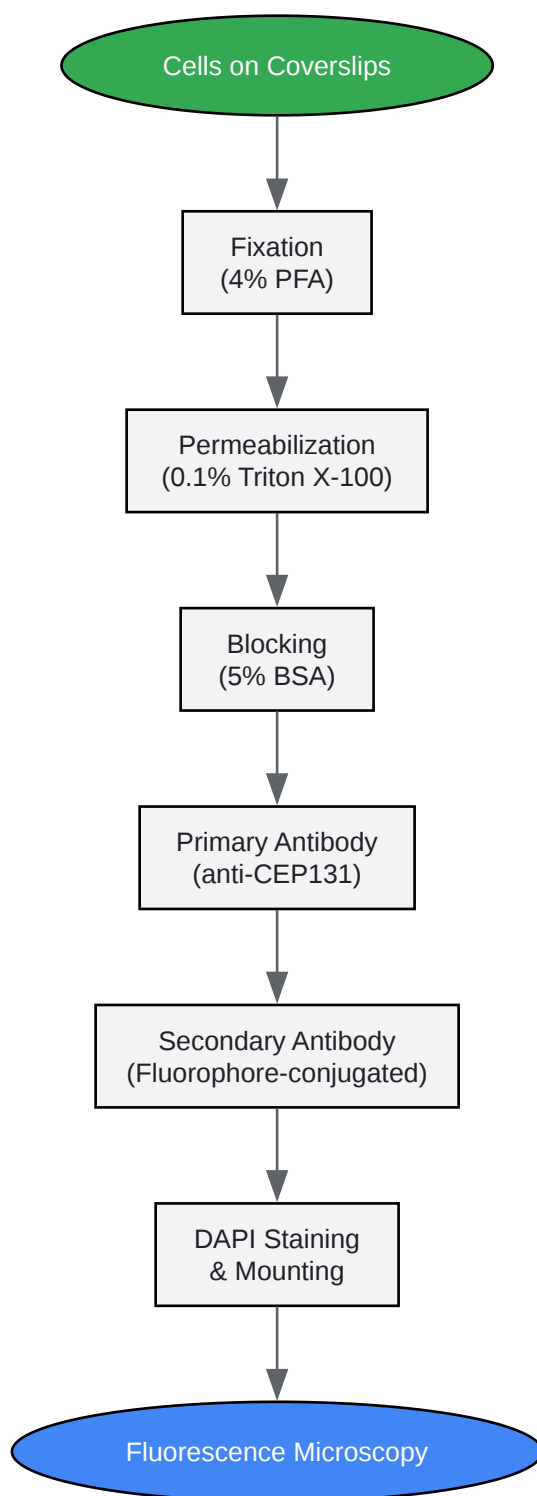 Cells on Coverslips
Fixation
(4% PFA)
Permeabilization
(0.1% Triton X-100)
Blocking
(5% BSA)
Primary Antibody
(anti-CEP131)
Secondary Antibody
(Fluorophore-conjugated)
DAPI Staining
& Mounting
Fluorescence Microscopy